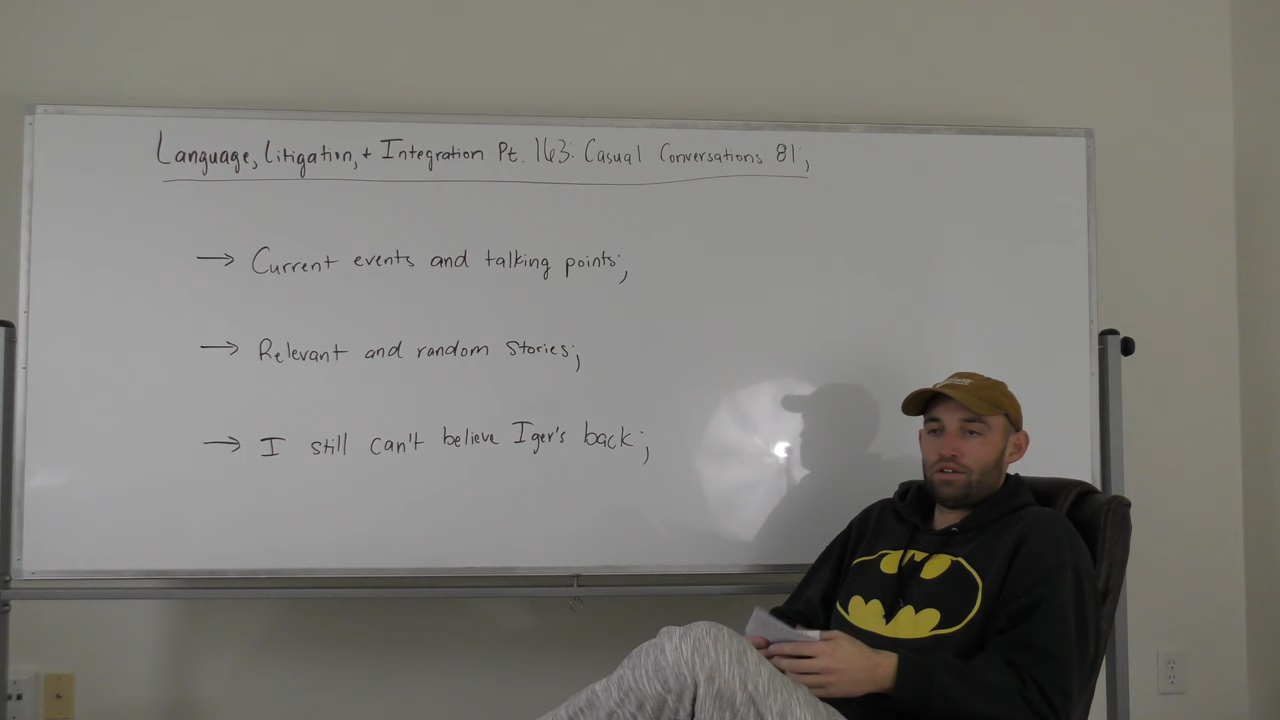 Language, Litigation, + Integration Pt. 163: Casual Conversations 81;
→ Current events and talking points;
→ Relevant and random stories;
→ I still can't believe Iger's back;